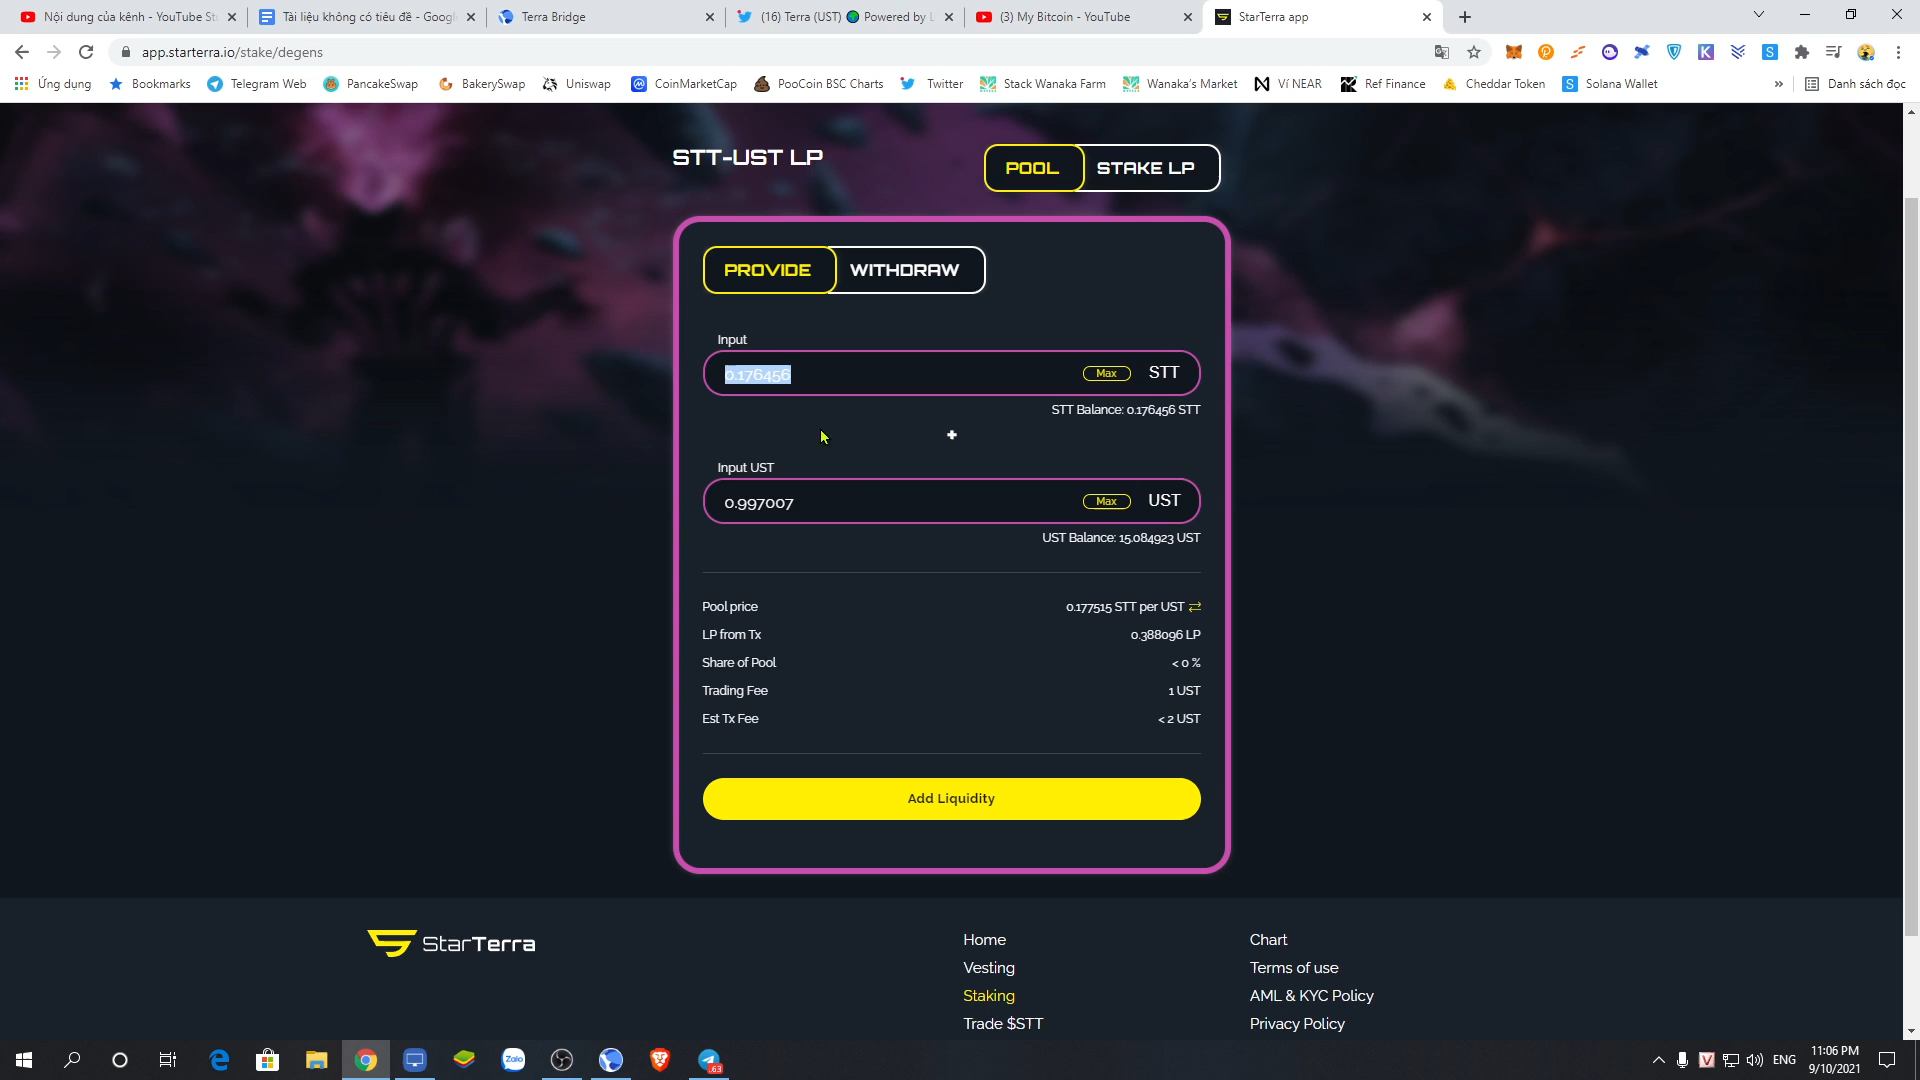 Nội dung của kênh - YouTube St
Tài liệu không có tiêu đề - Googl
Terra Bridge
(16) Terra (UST) Powered by L
(3) My Bitcoin - YouTube
StarTerra app
app.starterra.io/stake/degens
Ứng dụng
Bookmarks
Telegram Web
PancakeSwap
BakerySwap
Uniswap
CoinMarketCap
PooCoin BSC Charts
Twitter
Stack Wanaka Farm
Wanaka's Market
Ví NEAR
Ref Finance
Cheddar Token
Solana Wallet
»
Danh sách đọc
STT-UST LP
POOL
STAKE LP
PROVIDE
WITHDRAW
Input
0.176456
Max
STT
STT Balance: 0.176456 STT
+
Input UST
0.997007
Max
UST
UST Balance: 15.084923 UST
Pool price
0.177515 STT per UST
LP from Tx
0.388096 LP
Share of Pool
< 0 %
Trading Fee
1 UST
Est Tx Fee
< 2 UST
Add Liquidity
StarTerra
Home
Chart
Vesting
Terms of use
Staking
AML & KYC Policy
Trade $STT
Privacy Policy
Zalo
63
ENG
11:06 PM
9/10/2021